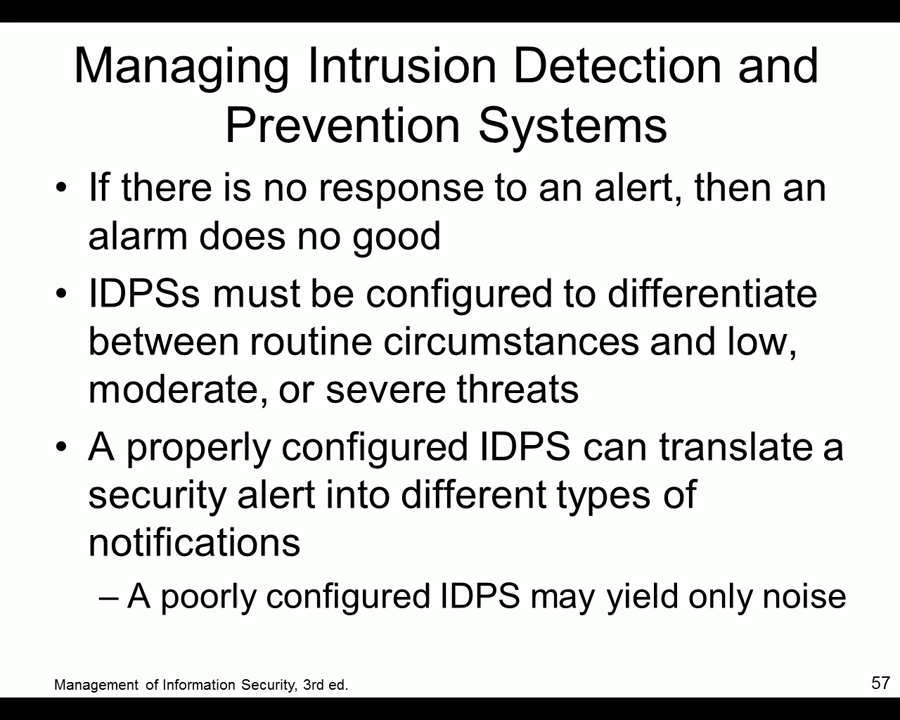 Managing Intrusion Detection and
Prevention Systems
• If there is no response to an alert, then an
alarm does no good
• IDPSs must be configured to differentiate
between routine circumstances and low,
moderate, or severe threats
• A properly configured IDPS can translate a
security alert into different types of
notifications
– A poorly configured IDPS may yield only noise
Management of Information Security, 3rd ed.
57